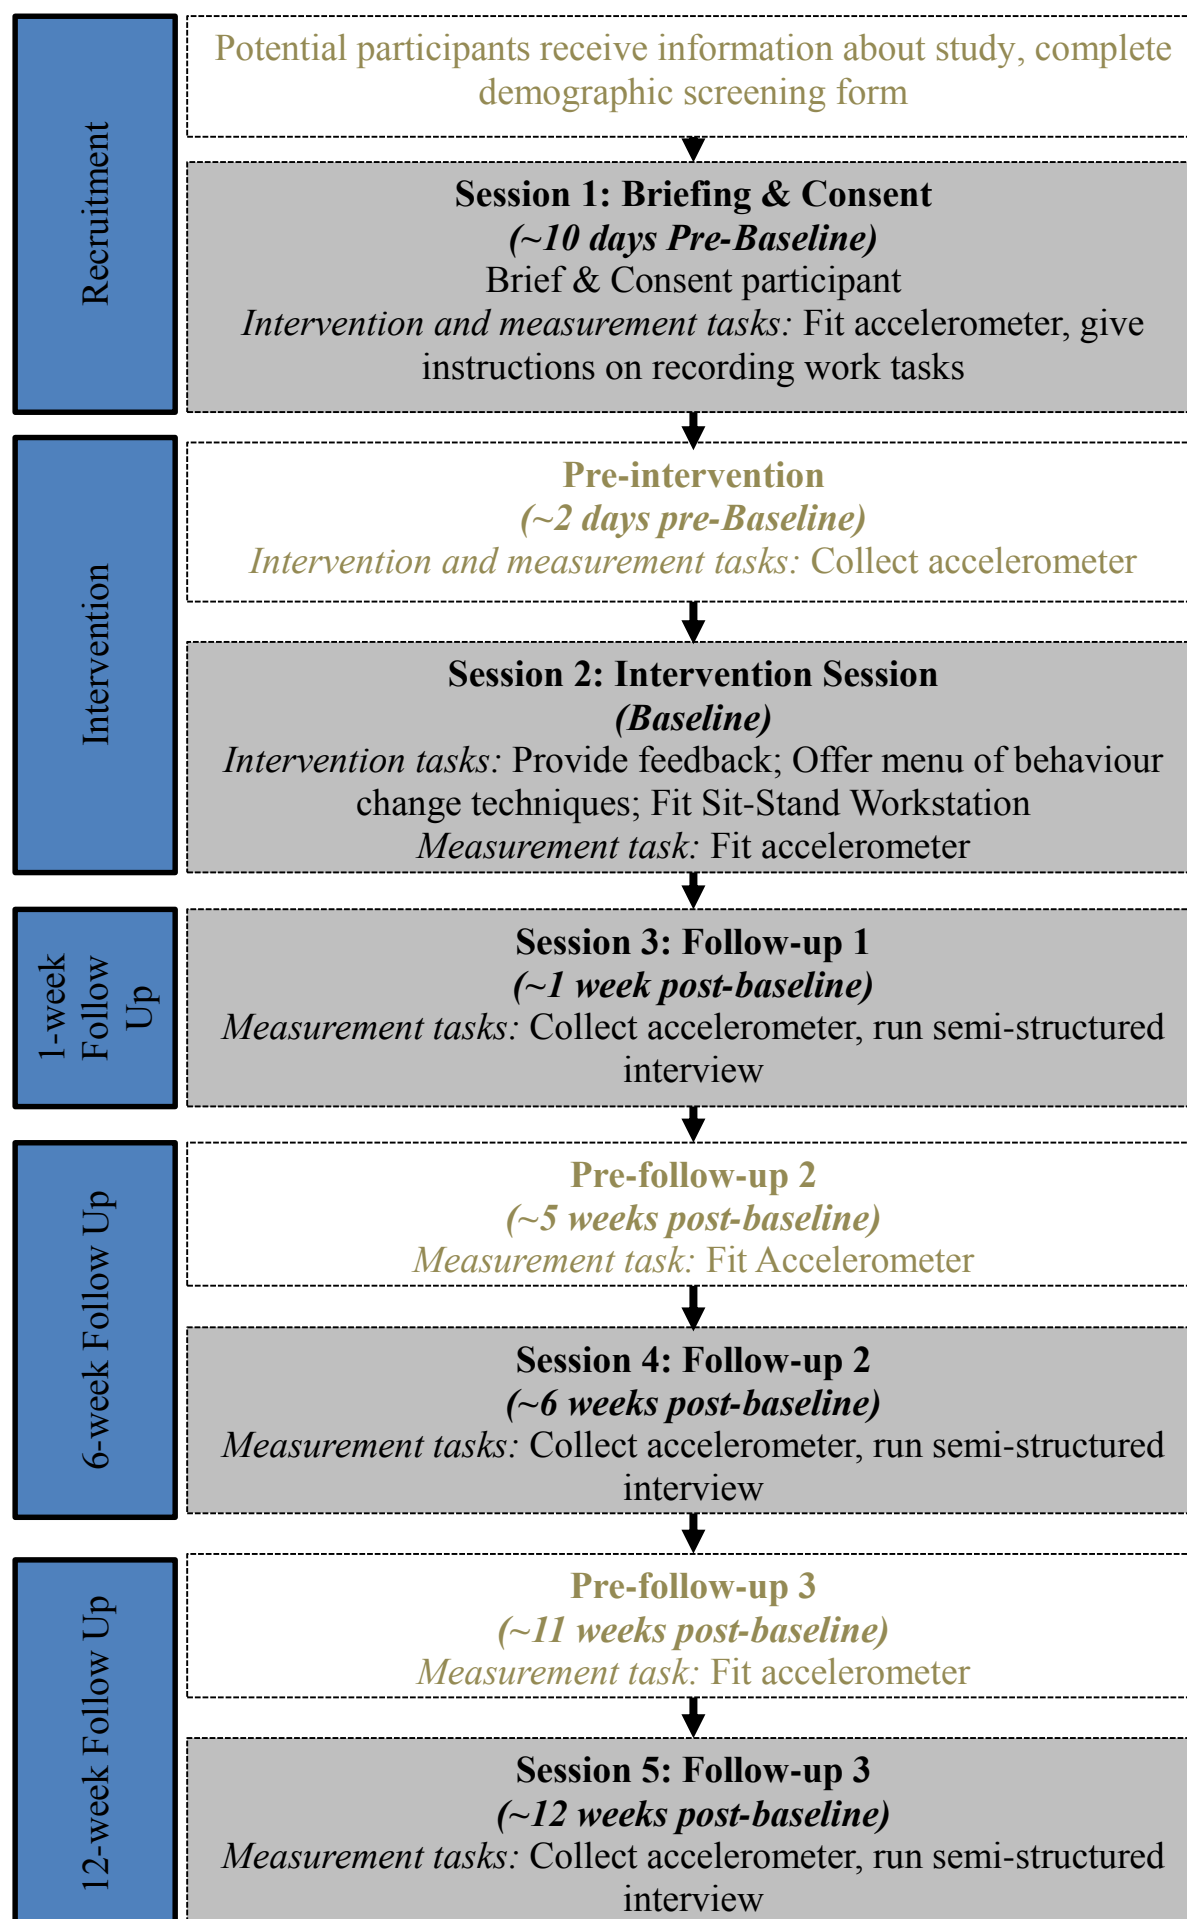 Recruitment
Potential participants receive information about study, complete
demographic screening form
Session 1: Briefing & Consent
(~10 days Pre-Baseline)
Brief & Consent participant
Intervention and measurement tasks: Fit accelerometer, give
instructions on recording work tasks
Intervention
Pre-intervention
(~2 days pre-Baseline)
Intervention and measurement tasks: Collect accelerometer
Session 2: Intervention Session
(Baseline)
Intervention tasks: Provide feedback; Offer menu of behaviour
change techniques; Fit Sit-Stand Workstation
Measurement task: Fit accelerometer
1-week
Follow
Up
Session 3: Follow-up 1
(~1 week post-baseline)
Measurement tasks: Collect accelerometer, run semi-structured
interview
6-week Follow Up
Pre-follow-up 2
(~5 weeks post-baseline)
Measurement task: Fit Accelerometer
Session 4: Follow-up 2
(~6 weeks post-baseline)
Measurement tasks: Collect accelerometer, run semi-structured
interview
12-week Follow Up
Pre-follow-up 3
(~11 weeks post-baseline)
Measurement task: Fit accelerometer
Session 5: Follow-up 3
(~12 weeks post-baseline)
Measurement tasks: Collect accelerometer, run semi-structured
interview